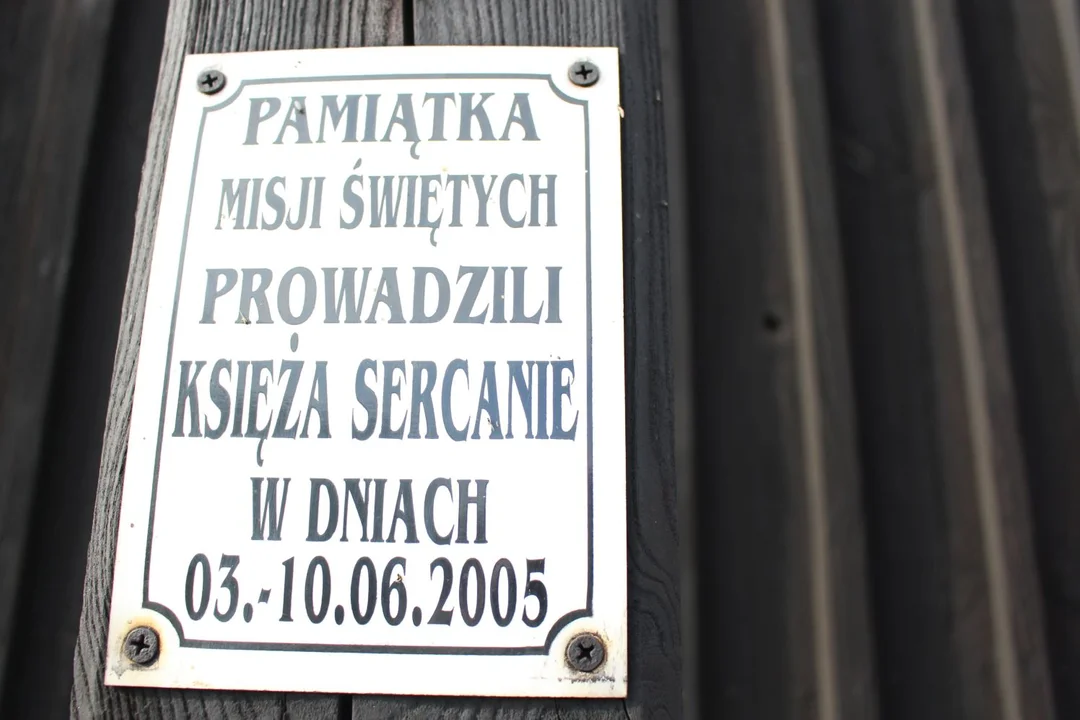 PAMIĄTKA
MISJI ŚWIĘTYCH
PROWADZILI
KSIĘŻA SERCANIE
W DNIACH
03.-10.06.2005